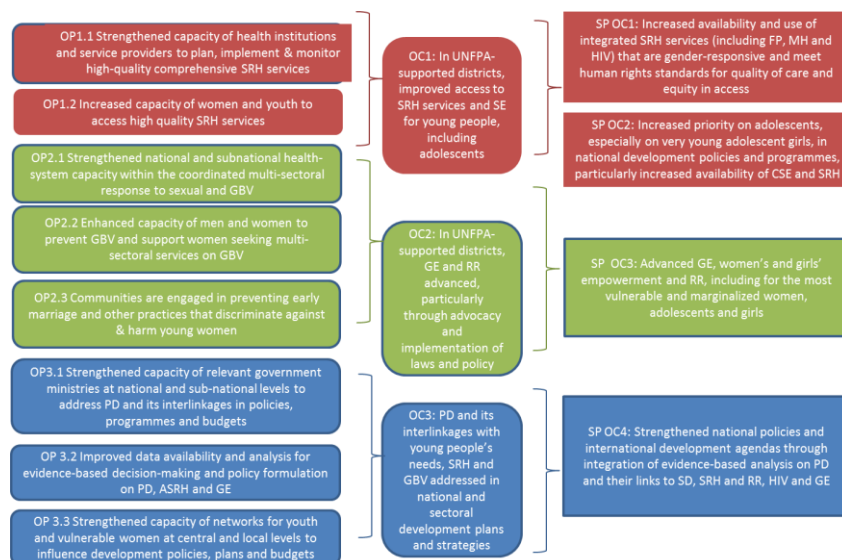 OP1.1 Strengthened capacity of health institutions
and service providers to plan, implement & monitor
high-quality comprehensive SRH services
OP1.2 Increased capacity of women and youth to
access high quality SRH services
OP2.1 Strengthened national and subnational health-
system capacity within the coordinated multi-sectoral
response to sexual and GBV
OP2.2 Enhanced capacity of men and women to
prevent GBV and support women seeking multi-
sectoral services on GBV
OP2.3 Communities are engaged in preventing early
marriage and other practices that discriminate against
& harm young women
OP3.1 Strengthened capacity of relevant government
ministries at national and sub-national levels to
address PD and its interlinkages in policies,
programmes and budgets
OP 3.2 Improved data availability and analysis for
evidence-based decision-making and policy formulation
on PD, ASRH and GE
OP 3.3 Strengthened capacity of networks for youth
and vulnerable women at central and local levels to
influence development policies, plans and budgets
OC1: In UNFPA-
supported districts,
improved access to
SRH services and SE
for young people,
including
adolescents
OC2: In UNFPA-
supported districts,
GE and RR
advanced,
particularly
through advocacy
and
implementation of
laws and policy
OC3: PD and its
interlinkages with
young people's
needs, SRH and
GBV addressed in
national and
sectoral
development plans
and strategies
SP OC1: Increased availability and use of
integrated SRH services (including FP, MH and
HIV) that are gender-responsive and meet
human rights standards for quality of care and
equity in access
SP OC2: Increased priority on adolescents,
especially on very young adolescent girls, in
national development policies and programmes,
particularly increased availability of CSE and SRH
SP OC3: Advanced GE, women's and girls'
empowerment and RR, including for the most
vulnerable and marginalized women,
adolescents and girls
SP OC4: Strengthened national policies and
international development agendas through
integration of evidence-based analysis on PD
and their links to SD, SRH and RR, HIV and GE